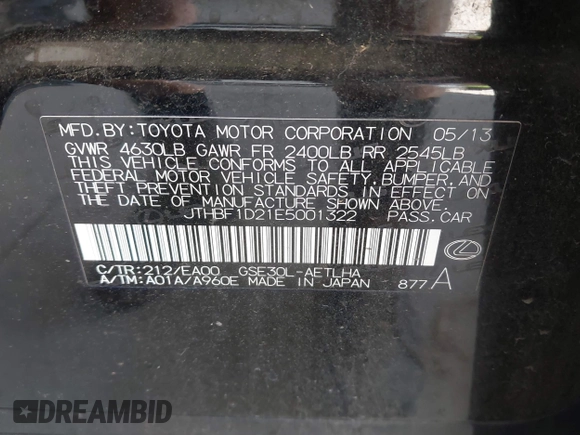 MFD.BY:TOYOTA MOTOR CORPORATION 05/13
GVWR 4630LB GAWR FR 2400LB RR 2545LB
THIS VEHICLE CONFORMS TO ALL APPLICABLE
FEDERAL MOTOR VEHICLE SAFETY, BUMPER, AND
THEFT PREVENTION STANDARDS IN EFFECT ON
THE DATE OF MANUFACTURE SHOWN ABOVE.
JTHBF1D21E5001322 PASS.CAR
C/TR:212/EA00 GSE30L-AETLHA
A/TM:A01A/A960E MADE IN JAPAN 877A
DREAMBID